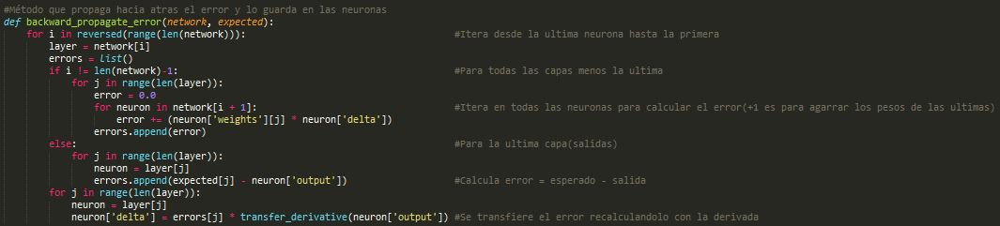 #Método que propaga hacia atras el error y lo guarda en las neuronas
def backward_propagate_error(network, expected):
    for i in reversed(range(len(network))): #Itera desde la ultima neurona hasta la primera
        layer = network[i]
        errors = list()
        if i != len(network)-1: #Para todas las capas menos la ultima
            for j in range(len(layer)):
                error = 0.0
                for neuron in network[i + 1]: #Itera en todas las neuronas para calcular el error(+1 es para agarrar los pesos de las ultimas)
                    error += (neuron['weights'][j] * neuron['delta'])
                errors.append(error)
        else: #Para la ultima capa(salidas)
            for j in range(len(layer)):
                neuron = layer[j]
                errors.append(expected[j] - neuron['output']) #Calcula error = esperado - salida
        for j in range(len(layer)):
            neuron = layer[j]
            neuron['delta'] = errors[j] * transfer_derivative(neuron['output']) #Se transfiere el error recalculandolo con la derivada